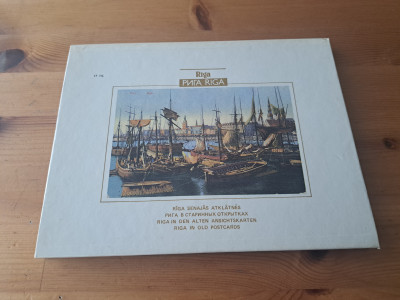 Rīga
РИГА RIGA
RĪGA SENAJĀS ATKLĀTNĒS
РИГА В СТАРИННЫХ ОТКРЫТКАХ
RIGA IN DEN ALTEN ANSICHTSKARTEN
RIGA IN OLD POSTCARDS